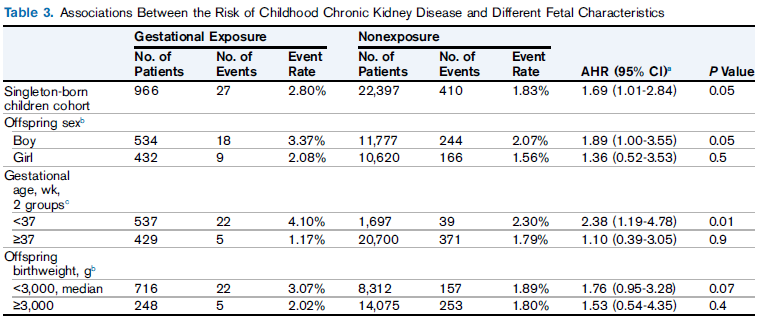 Table 3. Associations Between the Risk of Childhood Chronic Kidney Disease and Different Fetal Characteristics
Gestational Exposure Nonexposure
No. of Patients No. of Events Event Rate No. of Patients No. of Events Event Rate AHR (95% CI)a P Value
Singleton-born children cohort 966 27 2.80% 22,397 410 1.83% 1.69 (1.01-2.84) 0.05
Offspring sexb
Boy 534 18 3.37% 11,777 244 2.07% 1.89 (1.00-3.55) 0.05
Girl 432 9 2.08% 10,620 166 1.56% 1.36 (0.52-3.53) 0.5
Gestational age, wk, 2 groupsc
<37 537 22 4.10% 1,697 39 2.30% 2.38 (1.19-4.78) 0.01
≥37 429 5 1.17% 20,700 371 1.79% 1.10 (0.39-3.05) 0.9
Offspring birthweight, gb
<3,000, median 716 22 3.07% 8,312 157 1.89% 1.76 (0.95-3.28) 0.07
≥3,000 248 5 2.02% 14,075 253 1.80% 1.53 (0.54-4.35) 0.4